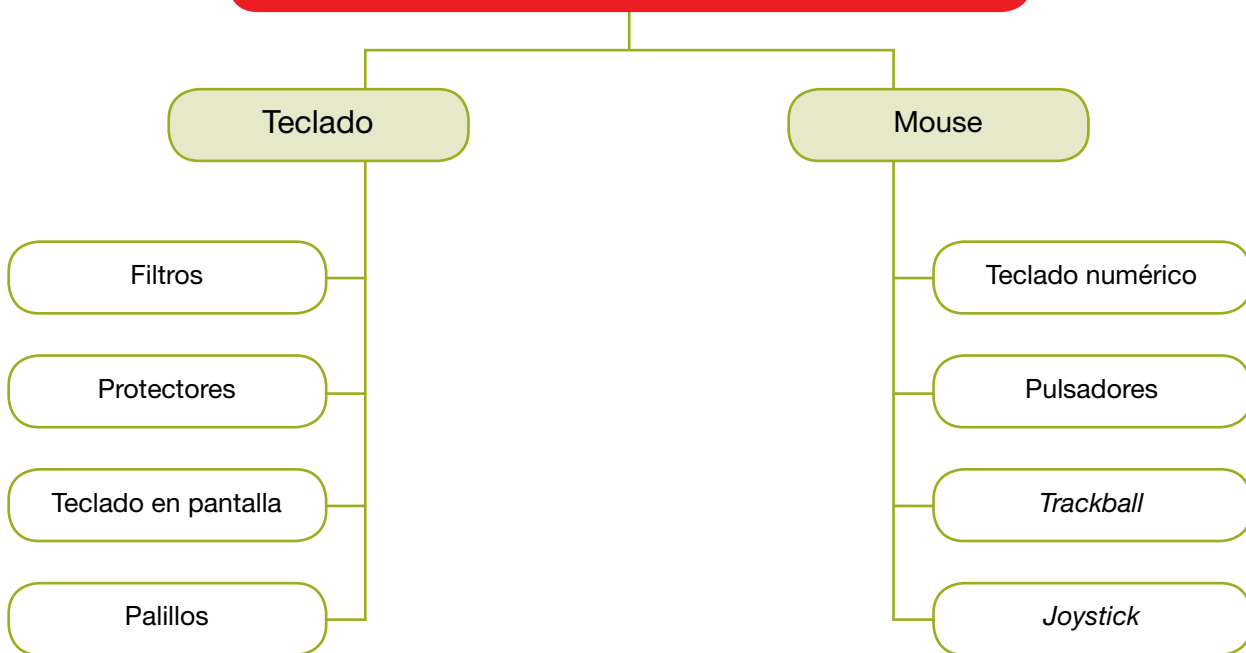 Teclado
Mouse
Filtros
Teclado numérico
Protectores
Pulsadores
Teclado en pantalla
Trackball
Palillos
Joystick